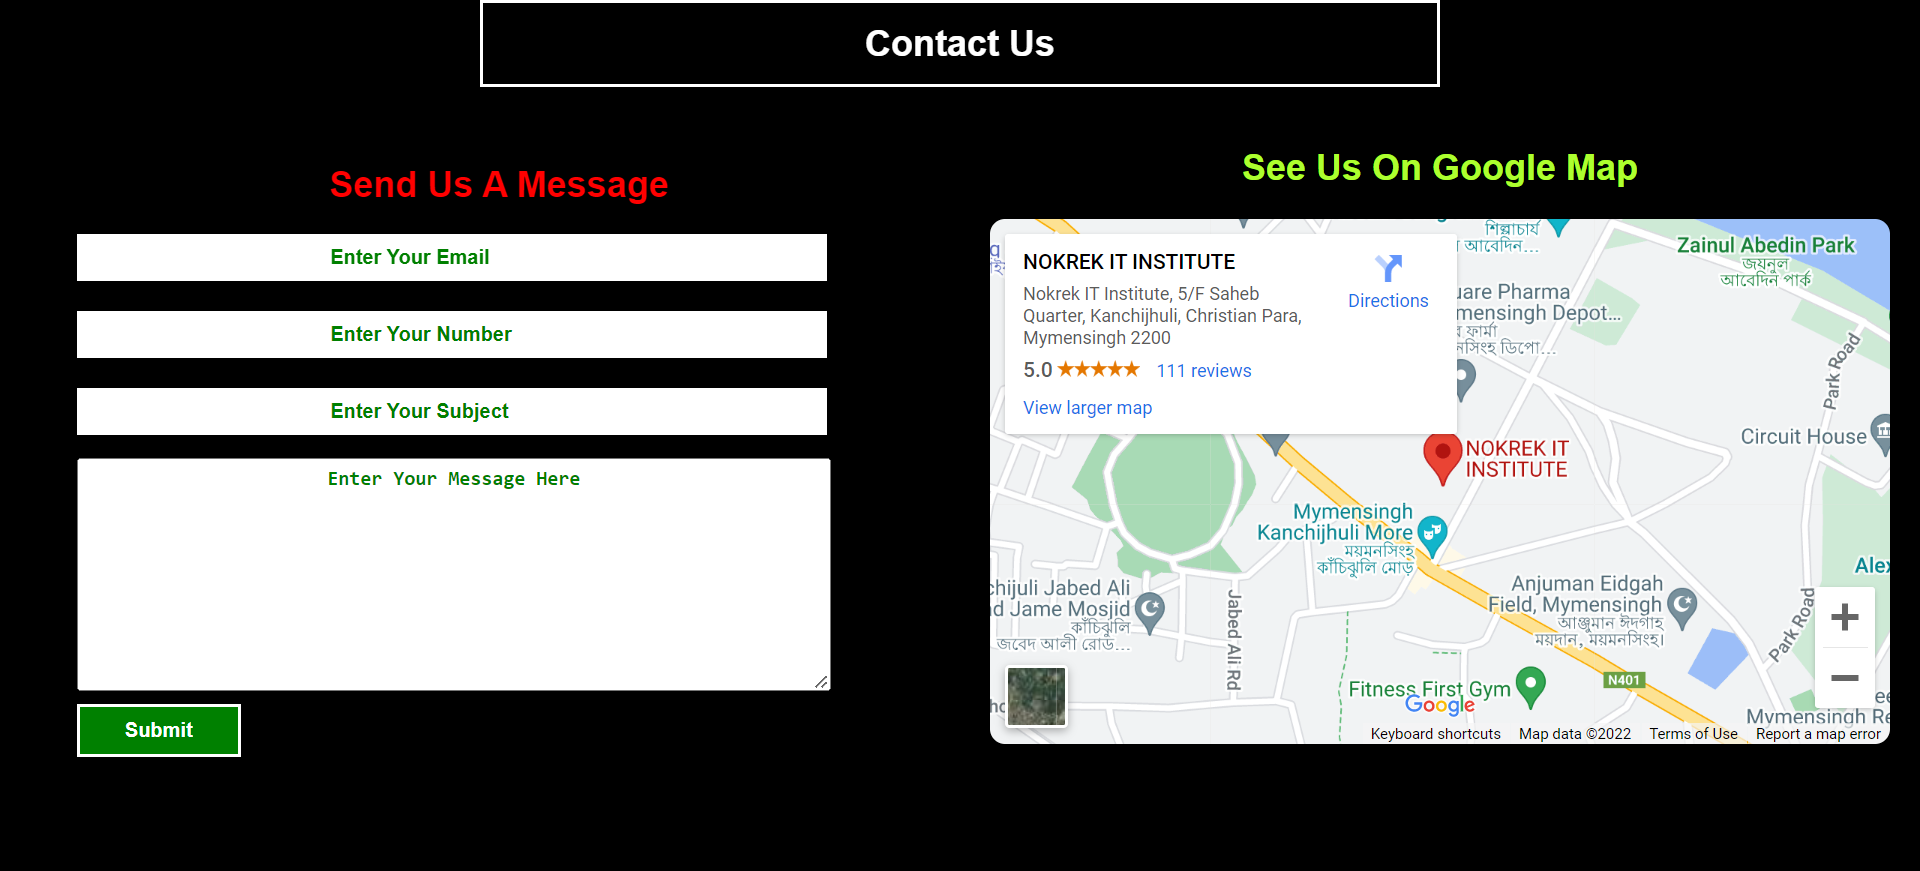 Contact Us
Send Us A Message
Enter Your Email
Enter Your Number
Enter Your Subject
Enter Your Message Here
Submit
See Us On Google Map
NOKREK IT INSTITUTE
Nokrek IT Institute, 5/F Saheb
Quarter, Kanchijhuli, Christian Para,
Mymensingh 2200
Directions
5.0
111 reviews
View larger map
শিল্পাচার্য
আবেদিন...
Zainul Abedin Park
জয়নুল
আবেদিন পার্ক
uare Pharma
mensingh Depot...
ফার্মা
নসিংহ ডিপো...
Park Road
Circuit House
NOKREK IT
INSTITUTE
Mymensingh
Kanchijhuli More
ময়মনসিংহ
কাঁচিঝুলি মোড়
Alex
chijuli Jabed Ali
d Jame Mosjid
কাঁচিঝুলি
জবেদ আলী রোড...
Jabed Ali Rd
Anjuman Eidgah
Field, Mymensingh
আঞ্জুমান ঈদগাহ
ময়দান, ময়মনসিংহ।
Park Road
N401
Fitness First Gym
Google
Mymensingh Re
Keyboard shortcuts
Map data ©2022
Terms of Use
Report a map error